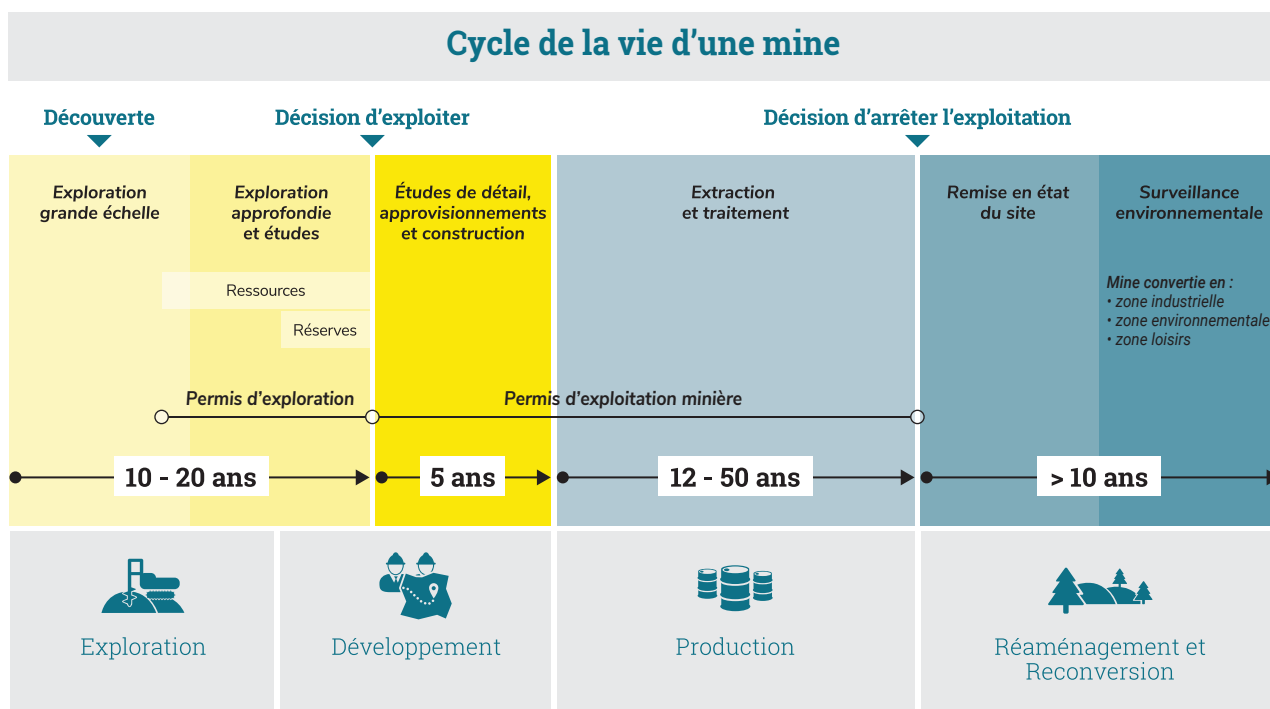 Cycle de la vie d’une mine
Découverte
Décision d’exploiter
Décision d’arrêter l’exploitation
Exploration
grande échelle
Exploration
approfondie
et études
Études de détail,
approvisionnements
et construction
Extraction
et traitement
Remise en état
du site
Surveillance
environnementale
Ressources
Réserves
Mine convertie en :
• zone industrielle
• zone environnementale
• zone loisirs
Permis d’exploration
Permis d’exploitation minière
10 - 20 ans
5 ans
12 - 50 ans
> 10 ans
Exploration
Développement
Production
Réaménagement et
Reconversion